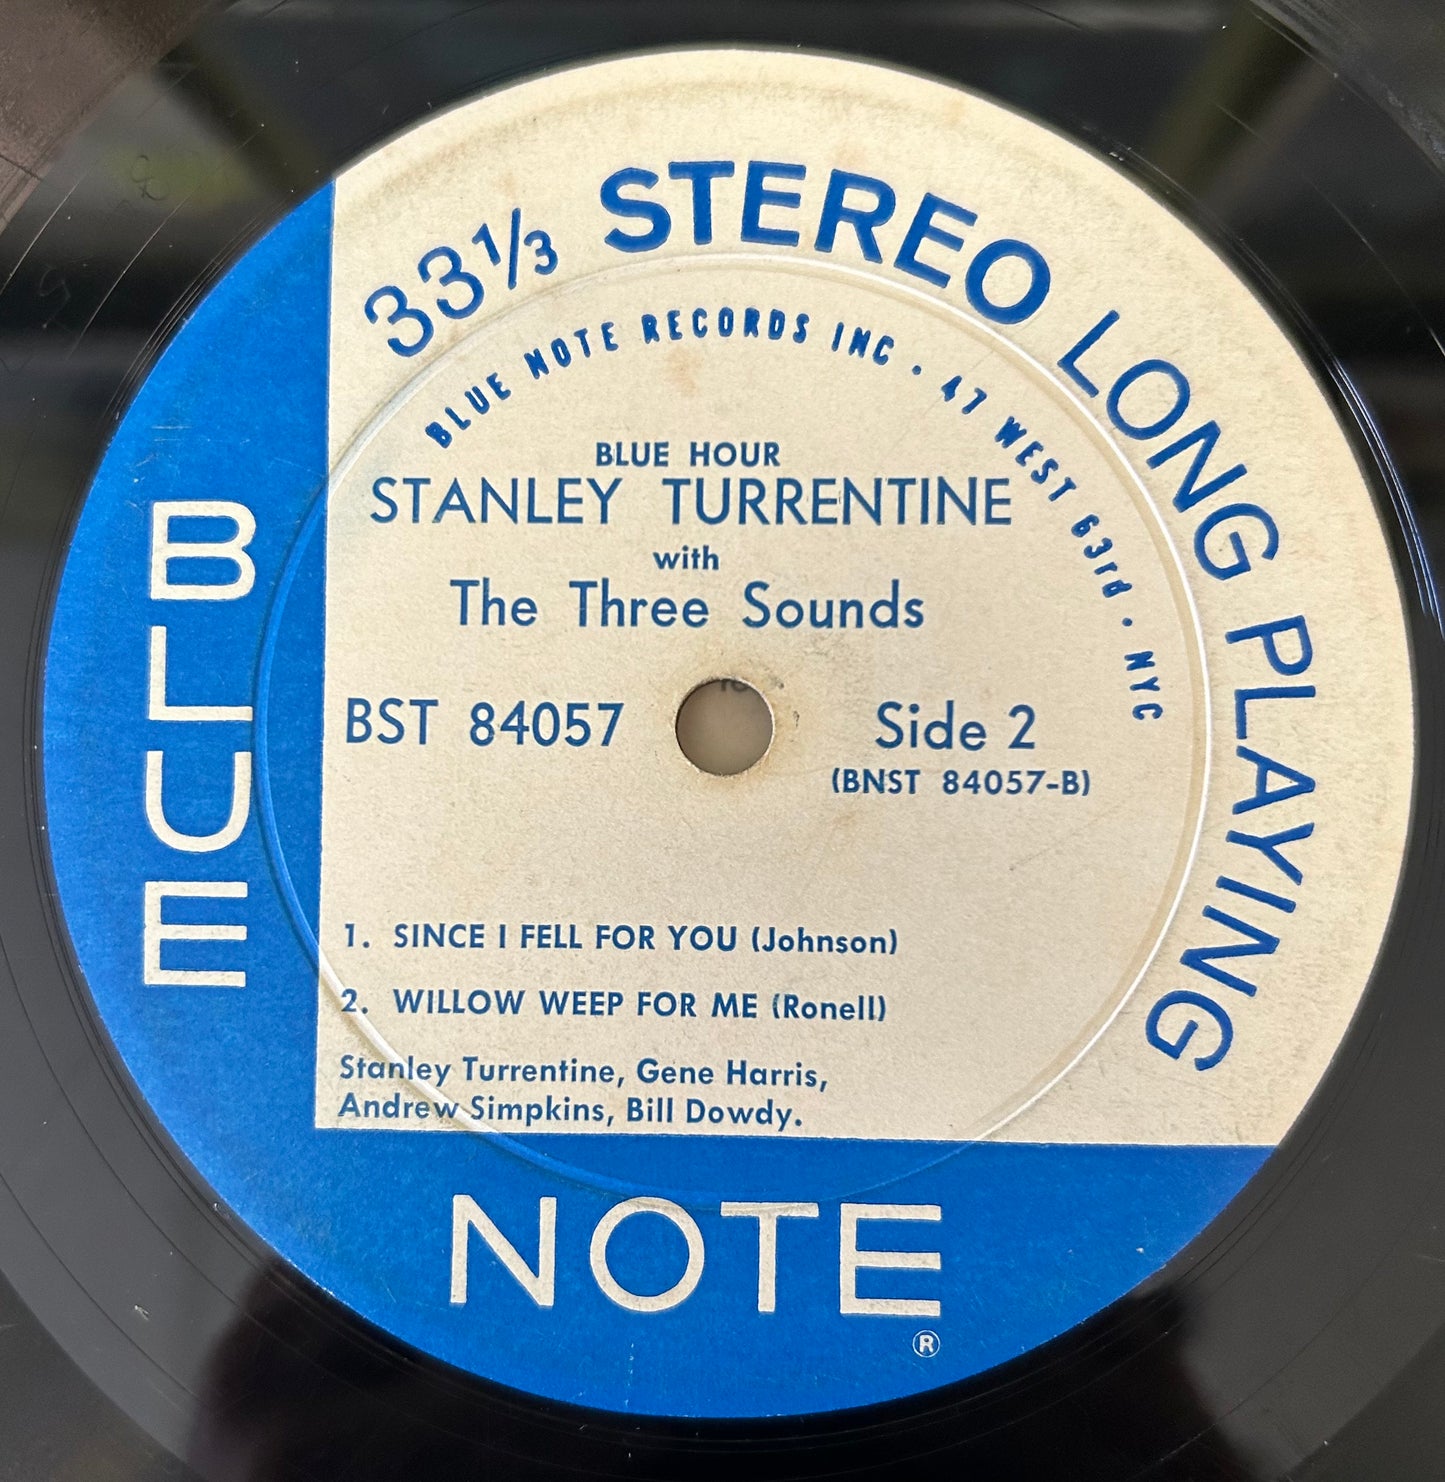 33 1/3 STEREO LONG PLAYING
BLUE NOTE RECORDS INC . 47 WEST 63rd . NYC
BLUE HOUR
STANLEY TURRENTINE
with
The Three Sounds
BST 84057
Side 2
(BNST 84057-B)
1. SINCE I FELL FOR YOU (Johnson)
2. WILLOW WEEP FOR ME (Ronell)
Stanley Turrentine, Gene Harris,
Andrew Simpkins, Bill Dowdy.
BLUE
NOTE
®